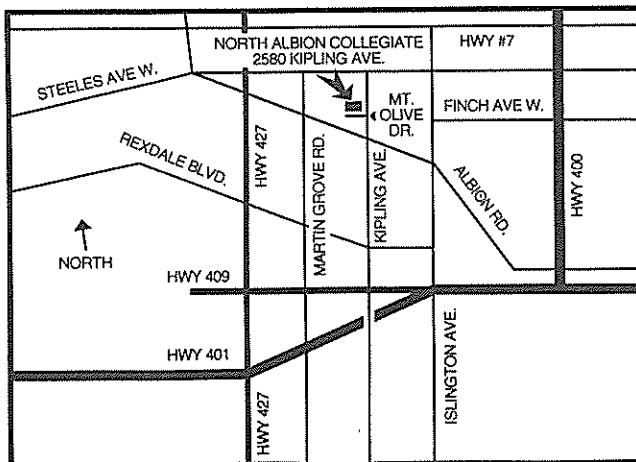 NORTH ALBION COLLEGIATE
2580 KIPLING AVE.
HWY #7
STEELES AVE W.
MT.
OLIVE
DR.
FINCH AVE W.
REXDALE BLVD.
HWY 427
MARTIN GROVE RD.
KIPLING AVE.
ALBION RD.
HWY 400
NORTH
HWY 409
HWY 401
HWY 427
ISLINGTON AVE.